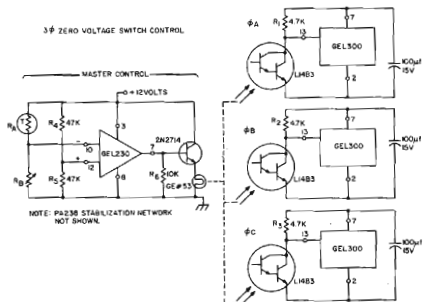 3φ ZERO VOLTAGE SWITCH CONTROL
MASTER CONTROL
+12VOLTS
RA
T
R4
47K
3
2N2714
-
10
GEL230
7
+
12
8
RB
R5
47K
R6
10K
GE#53
NOTE: PA238 STABILIZATION NETWORK
NOT SHOWN.
φA
R1
4.7K
13
7
GEL300
2
L14B3
100μf
15V
φB
R2
4.7K
13
7
GEL300
2
L14B3
100μf
15V
φC
R3
4.7K
13
7
GEL300
2
L14B3
100μf
15V